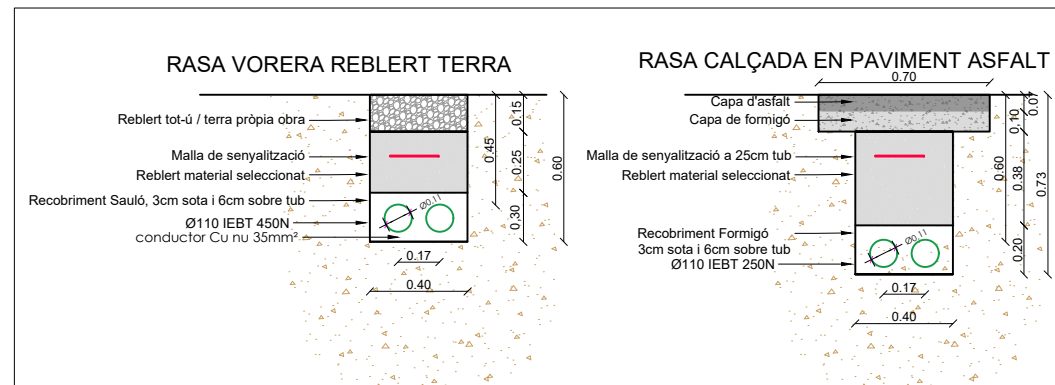 RASA VORERA REBLERT TERRA
Reblert tot-ú / terra pròpia obra
Malla de senyalització
Reblert material seleccionat
Recobriment Sauló, 3cm sota i 6cm sobre tub
Ø110 IEBT 450N
conductor Cu nu 35mm²
Ø0,11
0.17
0.40
0.45
0.15
0.25
0.30
0.60
RASA CALÇADA EN PAVIMENT ASFALT
0.70
Capa d'asfalt
Capa de formigó
Malla de senyalització a 25cm tub
Reblert material seleccionat
Recobriment Formigó
3cm sota i 6cm sobre tub
Ø110 IEBT 250N
Ø0,11
0.17
0.40
0.60
0.10
0.38
0.20
0.73